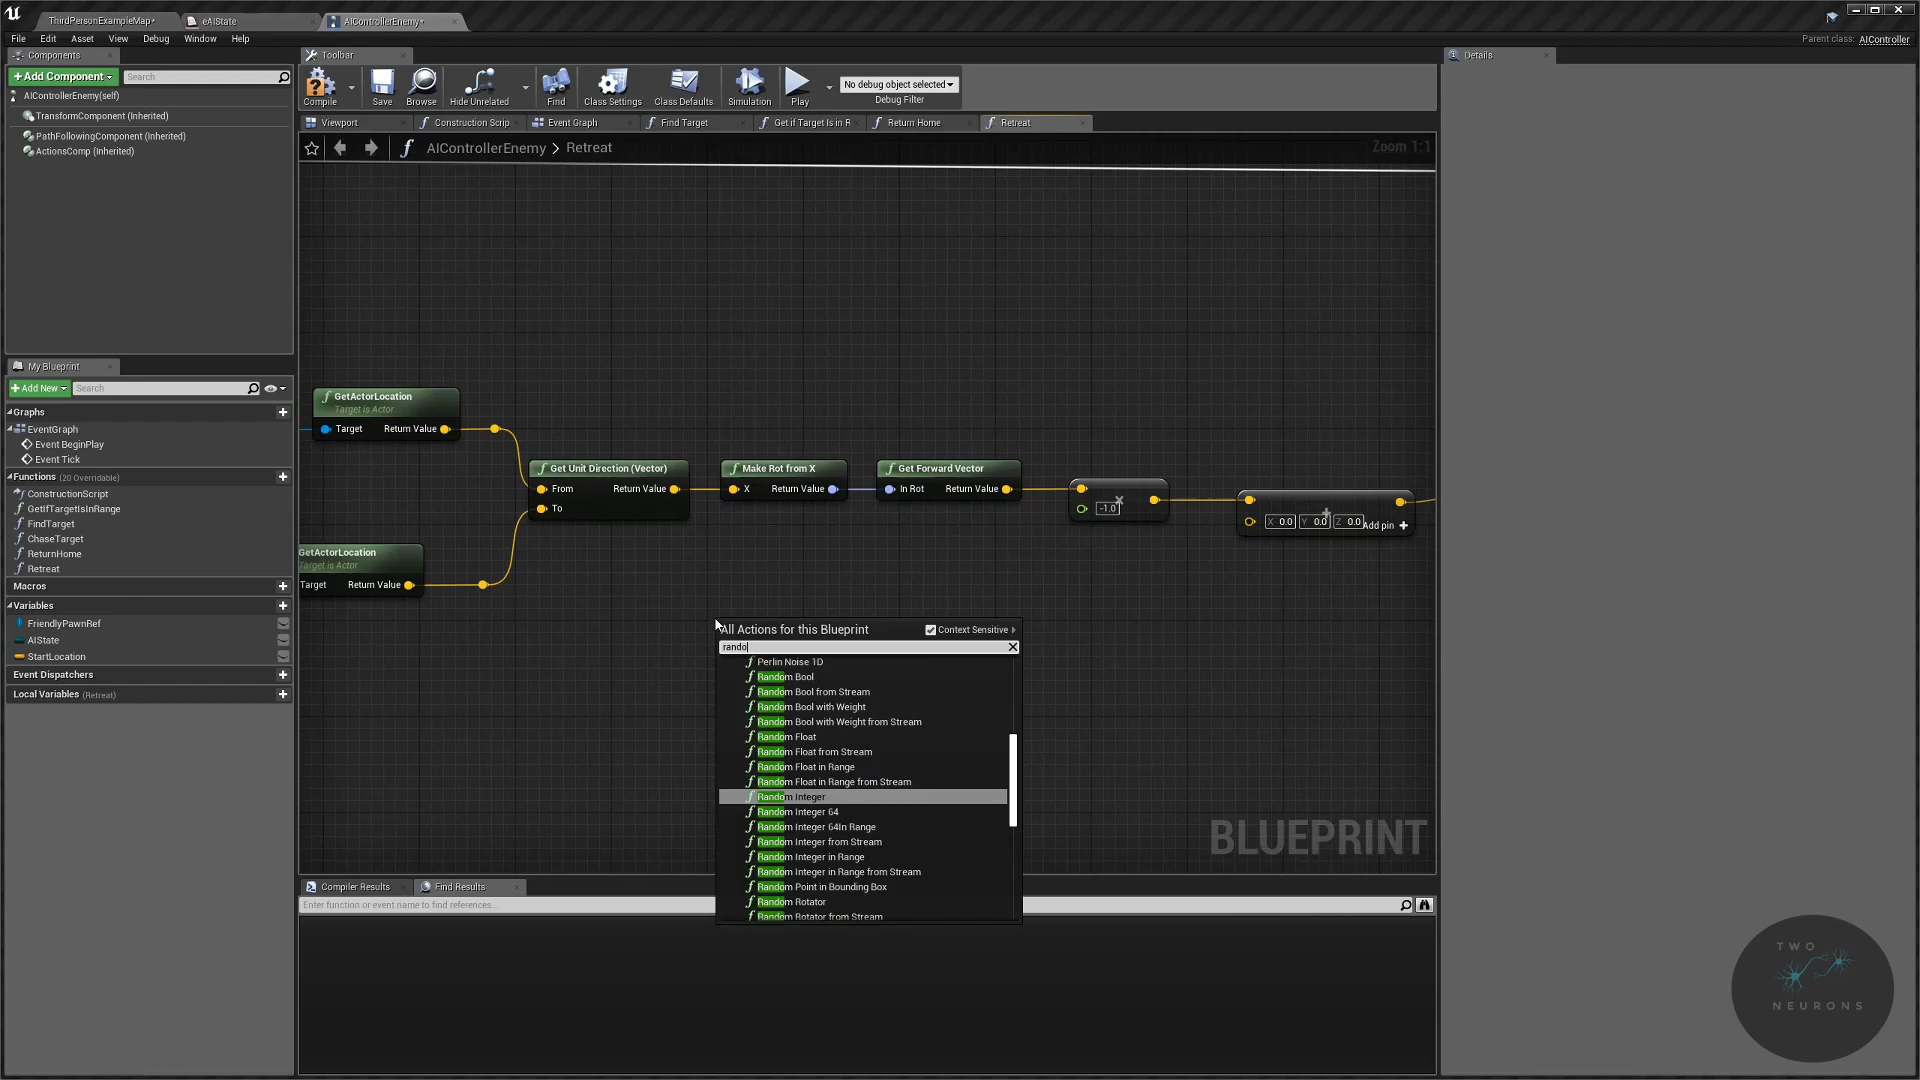 ThirdPersonExampleMap*
eAIState
AIControllerEnemy*
File Edit Asset View Debug Window Help
Parent class: AIController
Components
Toolbar
Details
+Add Component
Search
AIControllerEnemy(self)
TransformComponent (Inherited)
PathFollowingComponent (Inherited)
ActionsComp (Inherited)
Compile
Save
Browse
Hide Unrelated
Find
Class Settings
Class Defaults
Simulation
Play
No debug object selected
Debug Filter
Viewport
Construction Scrip
Event Graph
Find Target
Get if Target Is in R
Return Home
Retreat
AIControllerEnemy > Retreat
Zoom 1:1
My Blueprint
+Add New
Search
Graphs
EventGraph
Event BeginPlay
Event Tick
Functions (20 Overridable)
ConstructionScript
GetIfTargetIsInRange
FindTarget
ChaseTarget
ReturnHome
Retreat
Macros
Variables
FriendlyPawnRef
AIState
StartLocation
Event Dispatchers
Local Variables (Retreat)
GetActorLocation
Target is Actor
Target Return Value
GetActorLocation
Target is Actor
Target Return Value
Get Unit Direction (Vector)
From Return Value
To
Make Rot from X
X Return Value
Get Forward Vector
In Rot Return Value
-1.0
X 0.0 Y 0.0 Z 0.0 Add pin +
All Actions for this Blueprint
Context Sensitive
rando
Perlin Noise 1D
Random Bool
Random Bool from Stream
Random Bool with Weight
Random Bool with Weight from Stream
Random Float
Random Float from Stream
Random Float in Range
Random Float in Range from Stream
Random Integer
Random Integer 64
Random Integer 64In Range
Random Integer from Stream
Random Integer in Range
Random Integer in Range from Stream
Random Point in Bounding Box
Random Rotator
Random Rotator from Stream
BLUEPRINT
Compiler Results
Find Results
Enter function or event name to find references...
TWO
NEURONS